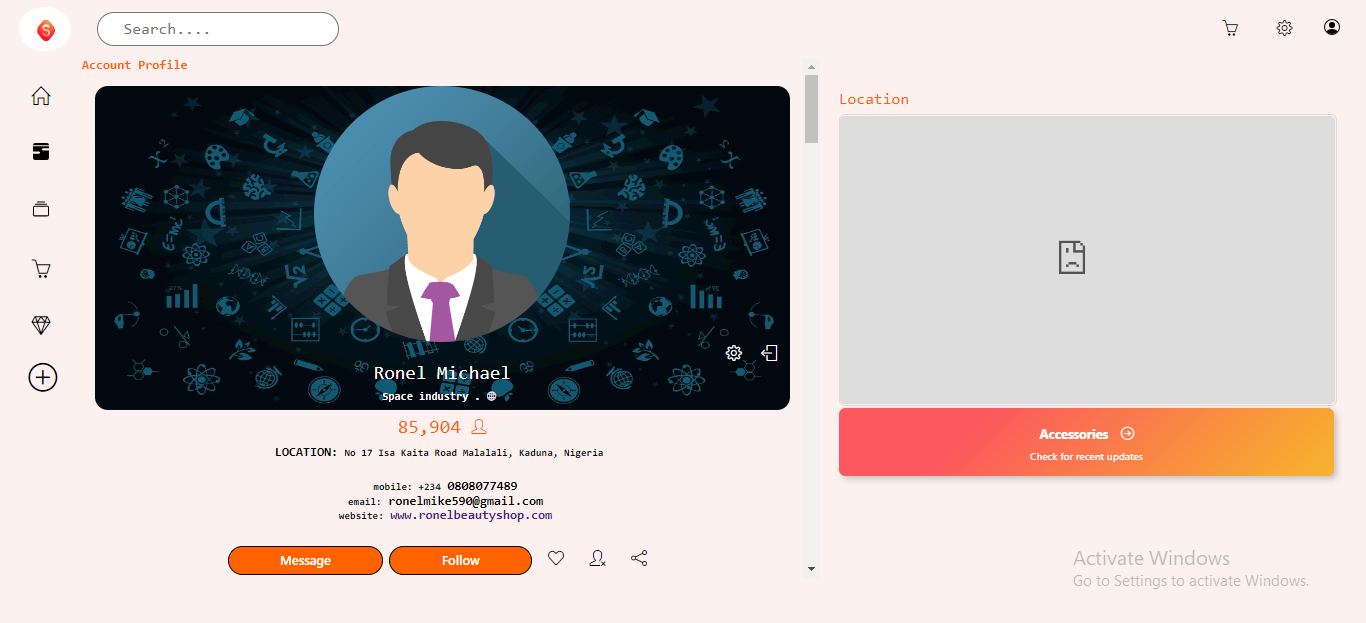 S
Search....
Account Profile
Ronel Michael
Space industry .
85,904
LOCATION: No 17 Isa Kaita Road Malalali, Kaduna, Nigeria
mobile: +234 0808077489
email: ronelmike590@gmail.com
website: www.ronelbeautyshop.com
Message
Follow
Location
Accessories
Check for recent updates
Activate Windows
Go to Settings to activate Windows.